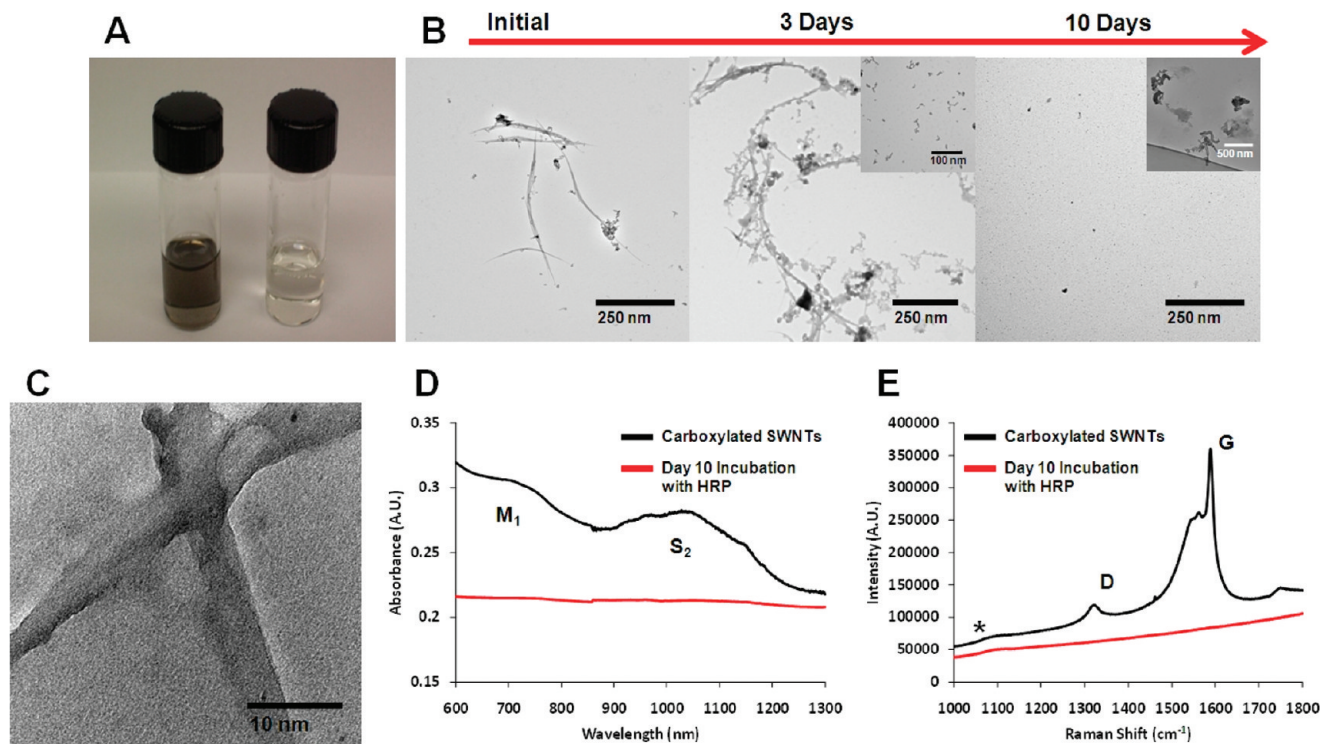 A
B
Initial
3 Days
10 Days
250 nm
250 nm
100 nm
250 nm
500 nm
C
10 nm
D
0.35
0.3
0.25
0.2
0.15
Absorbance (A.U.)
Carboxylated SWNTs
Day 10 Incubation
with HRP
M1
S2
600 700 800 900 1000 1100 1200 1300
Wavelength (nm)
E
400000
350000
300000
250000
200000
150000
100000
50000
0
Intensity (A.U.)
Carboxylated SWNTs
Day 10 Incubation
with HRP
G
D
*
1000 1100 1200 1300 1400 1500 1600 1700 1800
Raman Shift (cm-1)